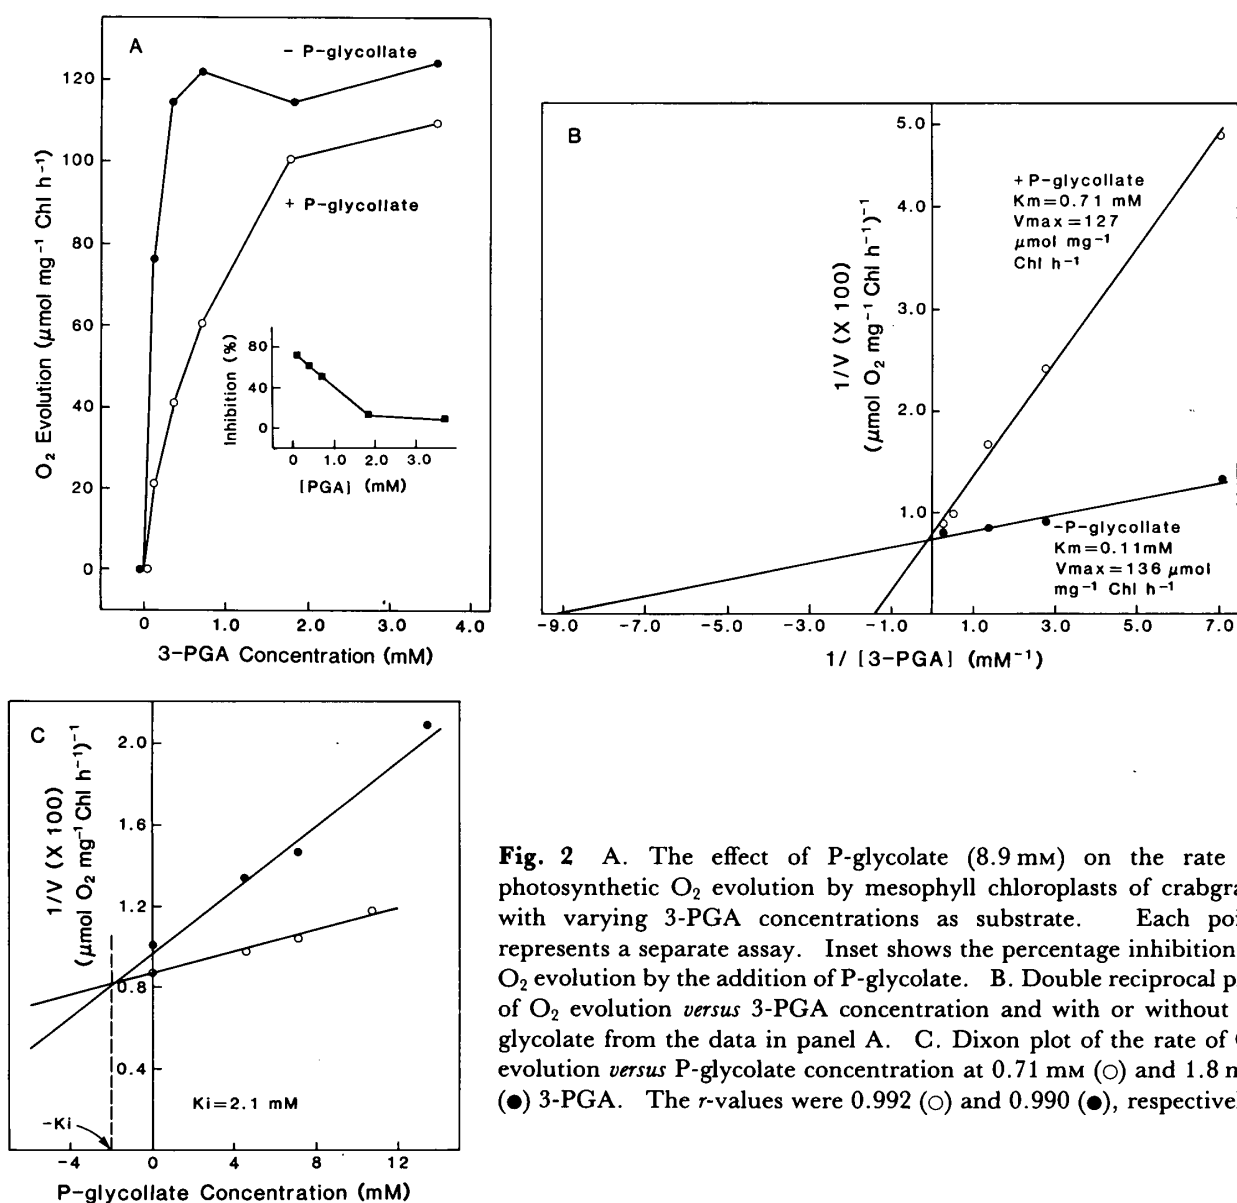 A
– P-glycollate
+ P-glycollate
O₂ Evolution (μmol mg⁻¹ Chl h⁻¹)
120
100
80
60
40
20
0
0 1.0 2.0 3.0 4.0
3-PGA Concentration (mM)
Inhibition (%)
80
40
0
0 1.0 2.0 3.0
[PGA] (mM)
B
1/V (X 100)
(μmol O₂ mg⁻¹ Chl h⁻¹)⁻¹
5.0
4.0
3.0
2.0
1.0
+P-glycollate
Km=0.71 mM
Vmax=127
μmol mg⁻¹
Chl h⁻¹
–P-glycollate
Km=0.11mM
Vmax=136 μmol
mg⁻¹ Chl h⁻¹
-9.0 -7.0 -5.0 -3.0 -1.0 1.0 3.0 7.0
1/ [3-PGA] (mM⁻¹)
C
1/V (X 100)
(μmol O₂ mg⁻¹Chl h⁻¹)⁻¹
2.0
1.6
1.2
0.8
0.4
Ki=2.1 mM
-Ki
-4 0 4 8 12
P-glycollate Concentration (mM)
Fig. 2 A. The effect of P-glycolate (8.9 mM) on the rate
photosynthetic O₂ evolution by mesophyll chloroplasts of crabgra
with varying 3-PGA concentrations as substrate. Each poi
represents a separate assay. Inset shows the percentage inhibition
O₂ evolution by the addition of P-glycolate. B. Double reciprocal p
of O₂ evolution versus 3-PGA concentration and with or without
glycolate from the data in panel A. C. Dixon plot of the rate of
evolution versus P-glycolate concentration at 0.71 mM (○) and 1.8 m
(●) 3-PGA. The r-values were 0.992 (○) and 0.990 (●), respectivel